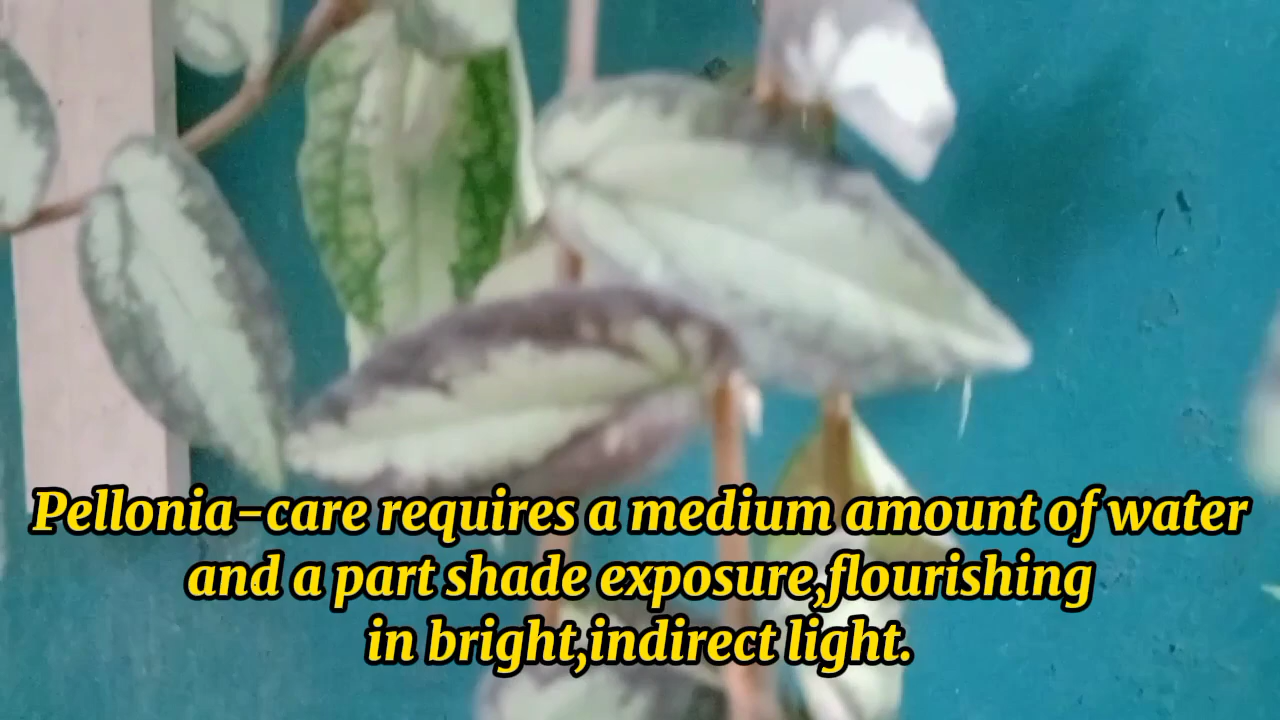 Pellonia-care requires a medium amount of water
and a part shade exposure,flourishing
in bright,indirect light.